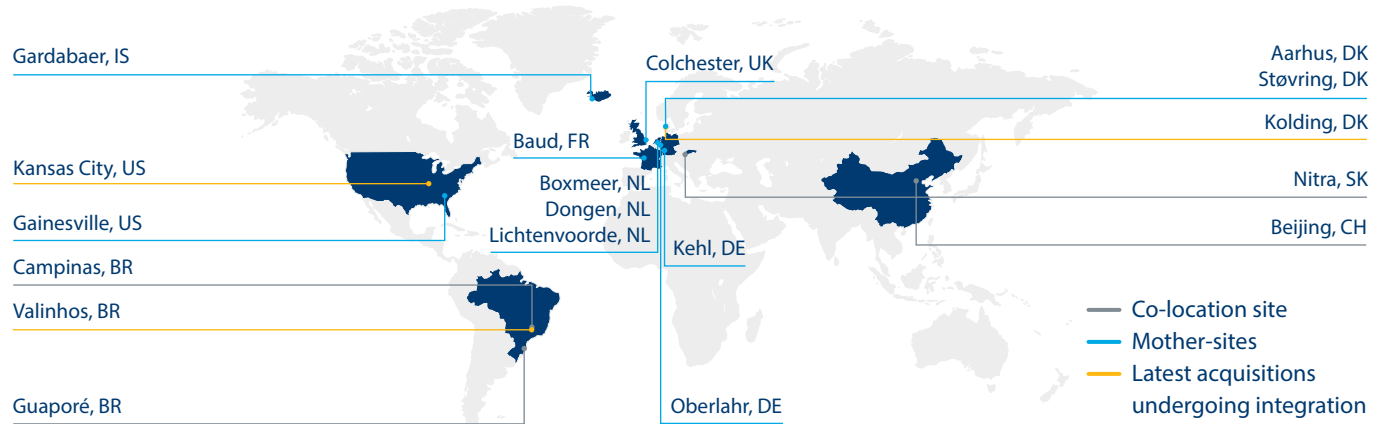 Gardabaer, IS
Kansas City, US
Gainesville, US
Campinas, BR
Valinhos, BR
Guaporé, BR
Colchester, UK
Baud, FR
Boxmeer, NL
Dongen, NL
Lichtenvoorde, NL
Kehl, DE
Oberlahr, DE
Aarhus, DK
Støvring, DK
Kolding, DK
Nitra, SK
Beijing, CH
Co-location site
Mother-sites
Latest acquisitions
undergoing integration